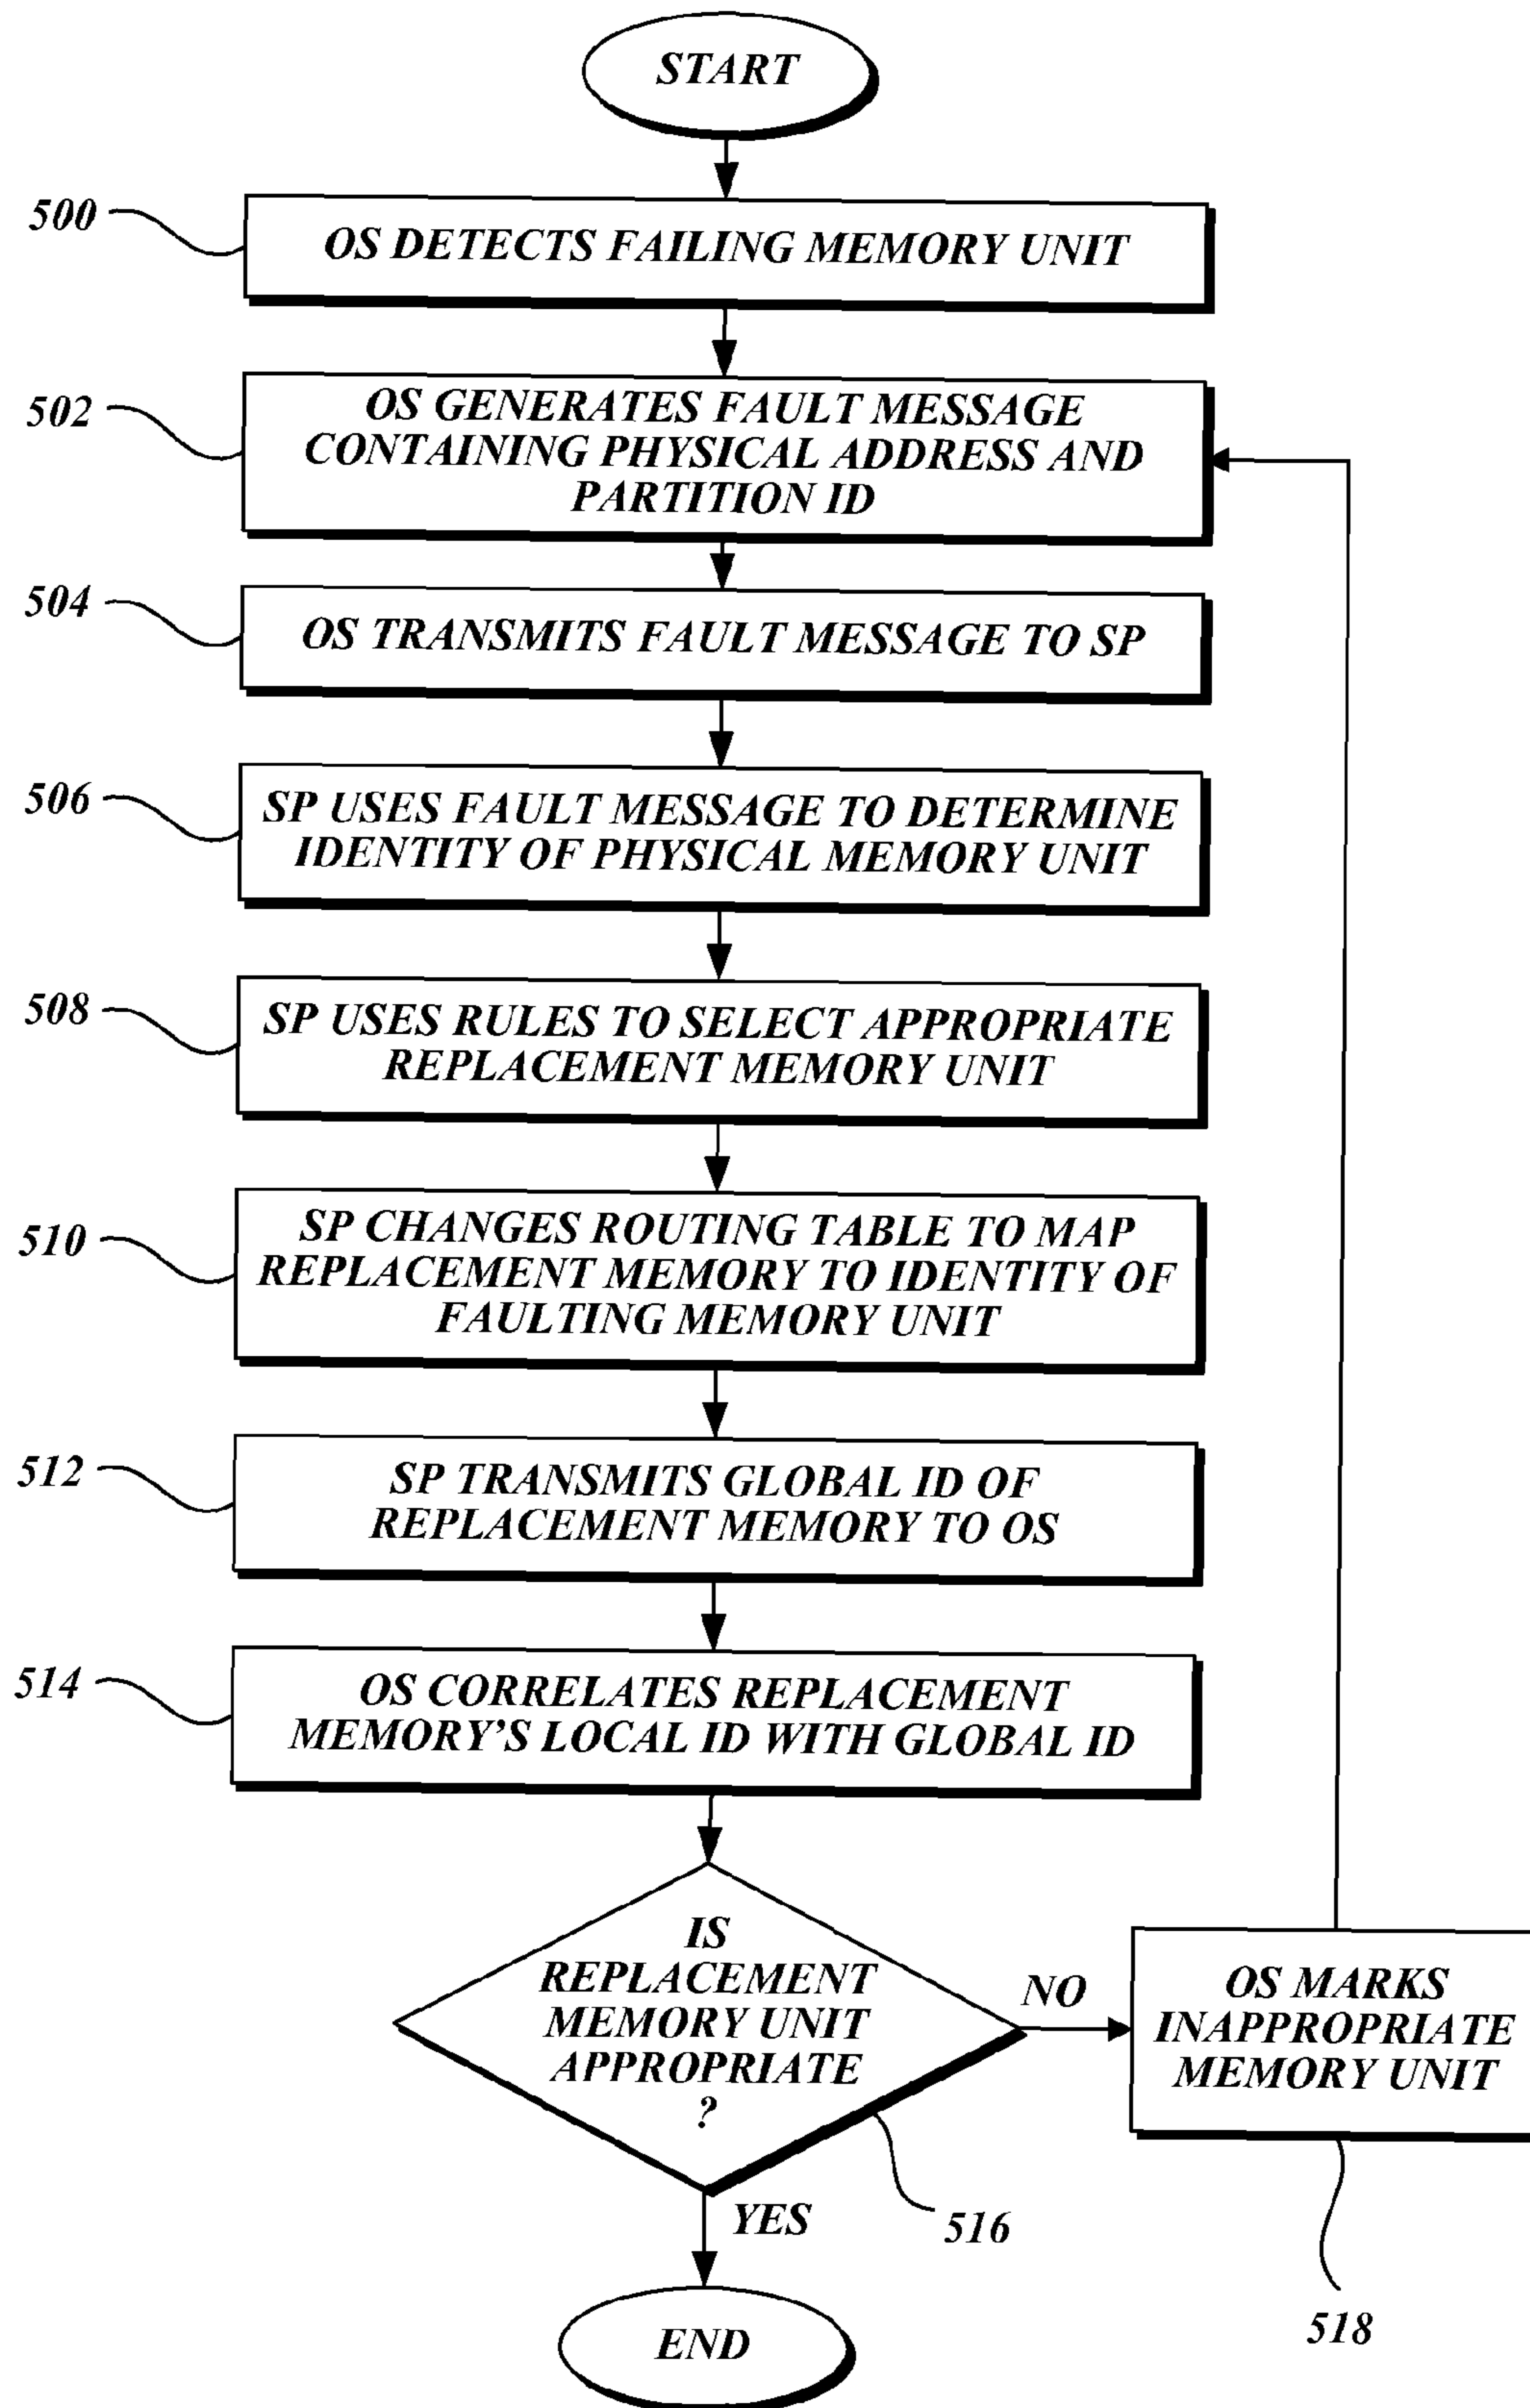 START
500
OS DETECTS FAILING MEMORY UNIT
502
OS GENERATES FAULT MESSAGE
CONTAINING PHYSICAL ADDRESS AND
PARTITION ID
504
OS TRANSMITS FAULT MESSAGE TO SP
506
SP USES FAULT MESSAGE TO DETERMINE
IDENTITY OF PHYSICAL MEMORY UNIT
508
SP USES RULES TO SELECT APPROPRIATE
REPLACEMENT MEMORY UNIT
510
SP CHANGES ROUTING TABLE TO MAP
REPLACEMENT MEMORY TO IDENTITY OF
FAULTING MEMORY UNIT
512
SP TRANSMITS GLOBAL ID OF
REPLACEMENT MEMORY TO OS
514
OS CORRELATES REPLACEMENT
MEMORY'S LOCAL ID WITH GLOBAL ID
IS
REPLACEMENT
MEMORY UNIT
APPROPRIATE
?
NO
OS MARKS
INAPPROPRIATE
MEMORY UNIT
YES
516
518
END